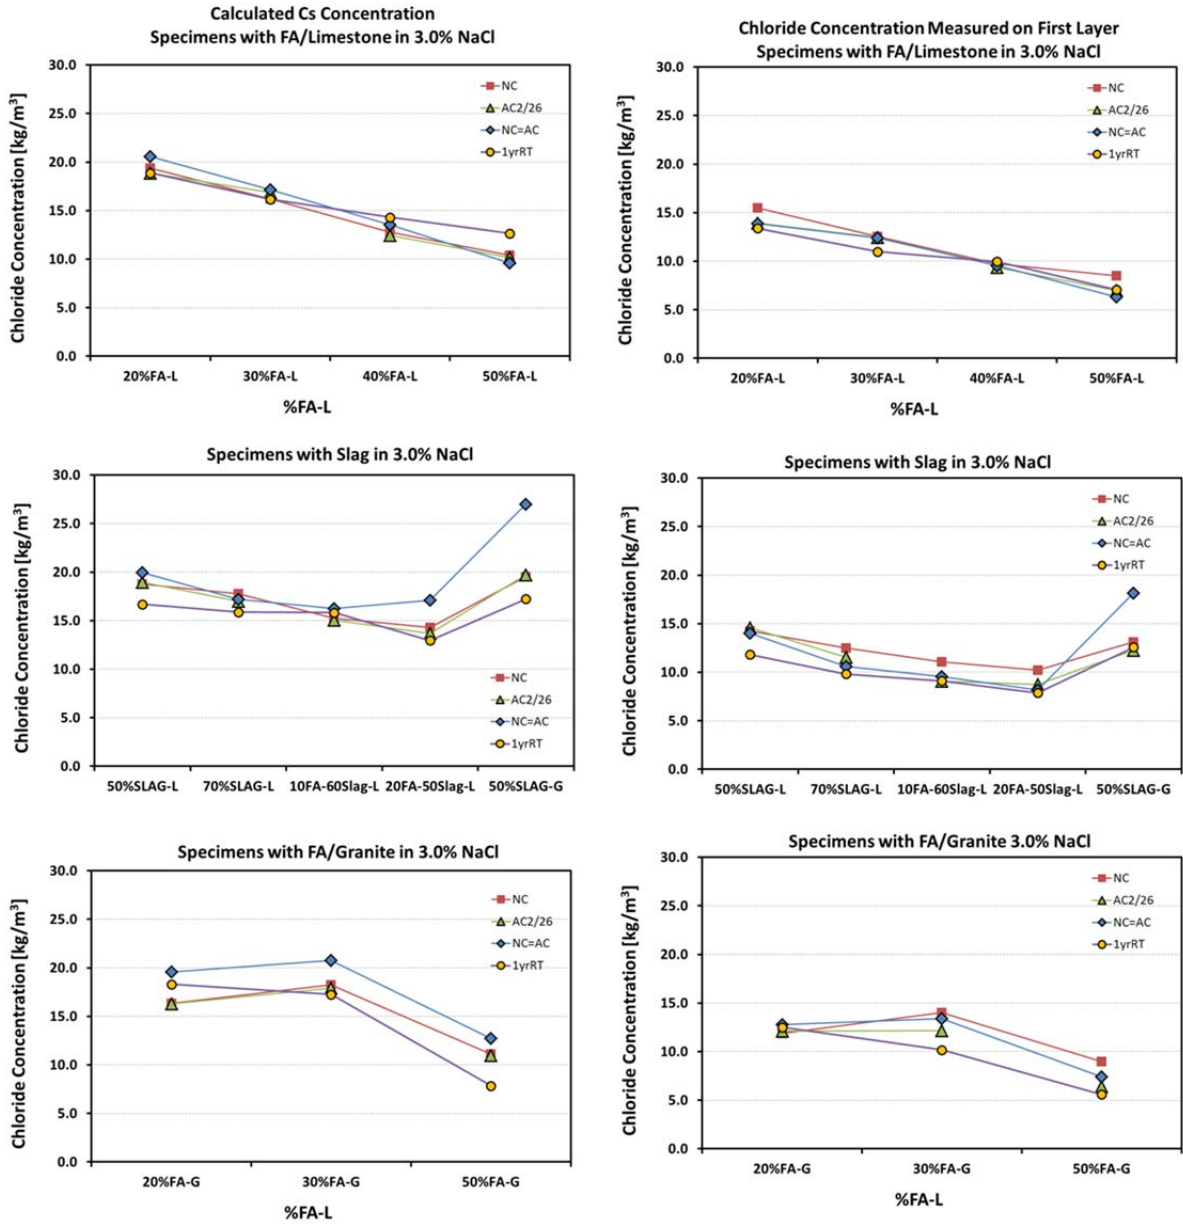 Calculated Cs Concentration
Specimens with FA/Limestone in 3.0% NaCl
Chloride Concentration [kg/m³]
30.0
25.0
20.0
15.0
10.0
5.0
0.0
NC
AC2/26
NC=AC
1yrRT
20%FA-L 30%FA-L 40%FA-L 50%FA-L
%FA-L
Chloride Concentration Measured on First Layer
Specimens with FA/Limestone in 3.0% NaCl
Chloride Concentration [kg/m³]
30.0
25.0
20.0
15.0
10.0
5.0
0.0
NC
AC2/26
NC=AC
1yrRT
20%FA-L 30%FA-L 40%FA-L 50%FA-L
%FA-L
Specimens with Slag in 3.0% NaCl
Chloride Concentration [kg/m³]
30.0
25.0
20.0
15.0
10.0
5.0
0.0
NC
AC2/26
NC=AC
1yrRT
50%SLAG-L 70%SLAG-L 10FA-60Slag-L 20FA-50Slag-L 50%SLAG-G
Specimens with Slag in 3.0% NaCl
Chloride Concentration [kg/m³]
30.0
25.0
20.0
15.0
10.0
5.0
0.0
NC
AC2/26
NC=AC
1yrRT
50%SLAG-L 70%SLAG-L 10FA-60Slag-L 20FA-50Slag-L 50%SLAG-G
Specimens with FA/Granite in 3.0% NaCl
Chloride Concentration [kg/m³]
30.0
25.0
20.0
15.0
10.0
5.0
0.0
NC
AC2/26
NC=AC
1yrRT
20%FA-G 30%FA-G 50%FA-G
%FA-L
Specimens with FA/Granite 3.0% NaCl
Chloride Concentration [kg/m³]
30.0
25.0
20.0
15.0
10.0
5.0
0.0
NC
AC2/26
NC=AC
1yrRT
20%FA-G 30%FA-G 50%FA-G
%FA-L